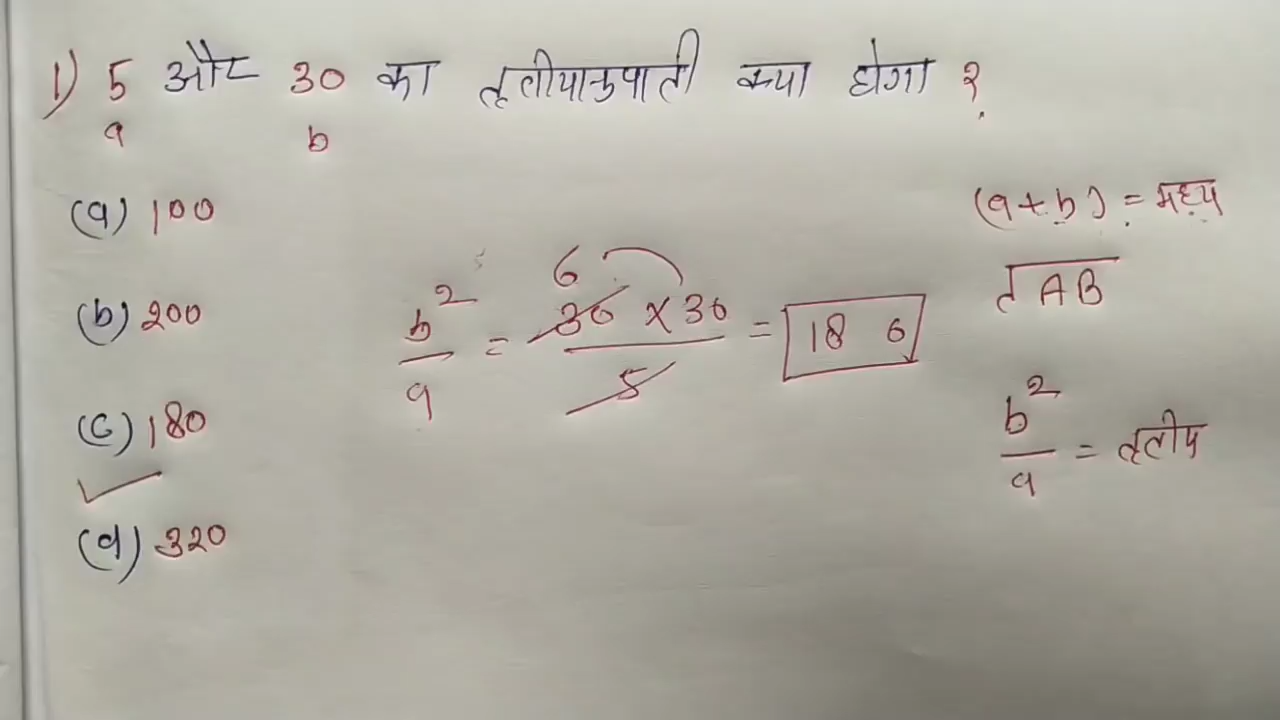 1) 5 और 30 का तृतीयानुपाती क्या होगा ?
a b
(a) 100
(b) 200
(c) 180
(d) 320
b²/a = 30 × 30 / 5 = 180
6
(a + b) = मध्य
√AB
b²/a = तृतीय